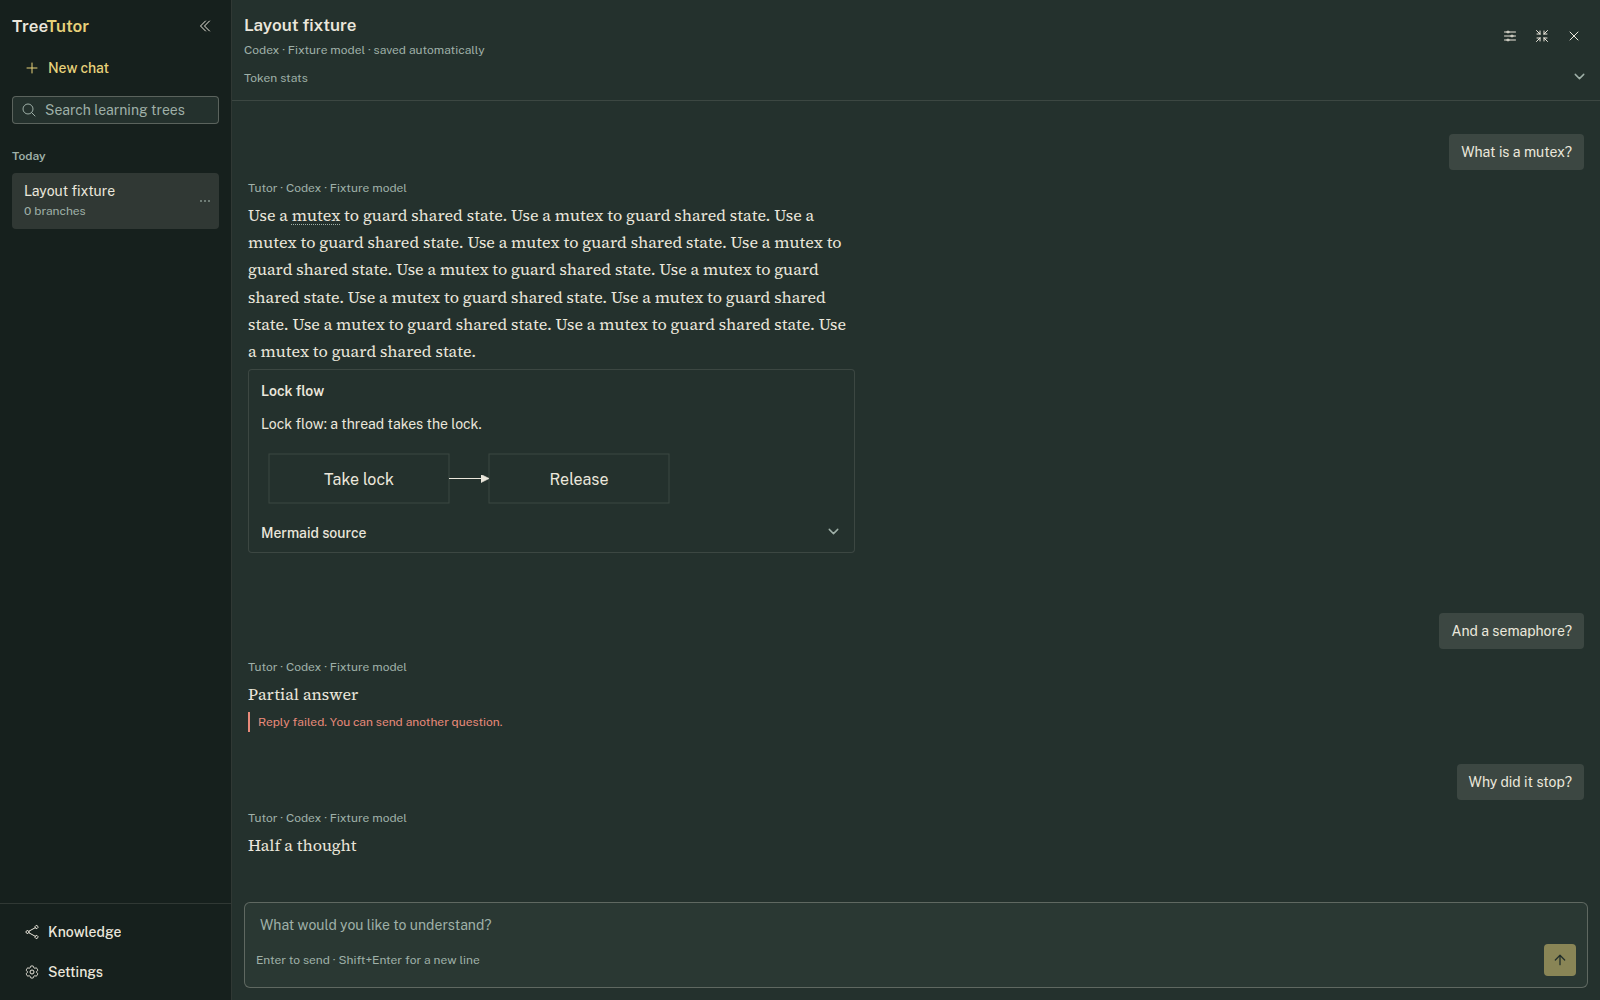 TreeTutor
New chat
Search learning trees
Today
Layout fixture
0 branches
Knowledge
Settings
Layout fixture
Codex · Fixture model · saved automatically
Token stats
What is a mutex?
Tutor · Codex · Fixture model
Use a mutex to guard shared state. Use a mutex to guard shared state. Use a
mutex to guard shared state. Use a mutex to guard shared state. Use a mutex to
guard shared state. Use a mutex to guard shared state. Use a mutex to guard
shared state. Use a mutex to guard shared state. Use a mutex to guard shared
state. Use a mutex to guard shared state. Use a mutex to guard shared state. Use
a mutex to guard shared state.
Lock flow
Lock flow: a thread takes the lock.
Take lock
Release
Mermaid source
And a semaphore?
Tutor · Codex · Fixture model
Partial answer
Reply failed. You can send another question.
Why did it stop?
Tutor · Codex · Fixture model
Half a thought
What would you like to understand?
Enter to send · Shift+Enter for a new line